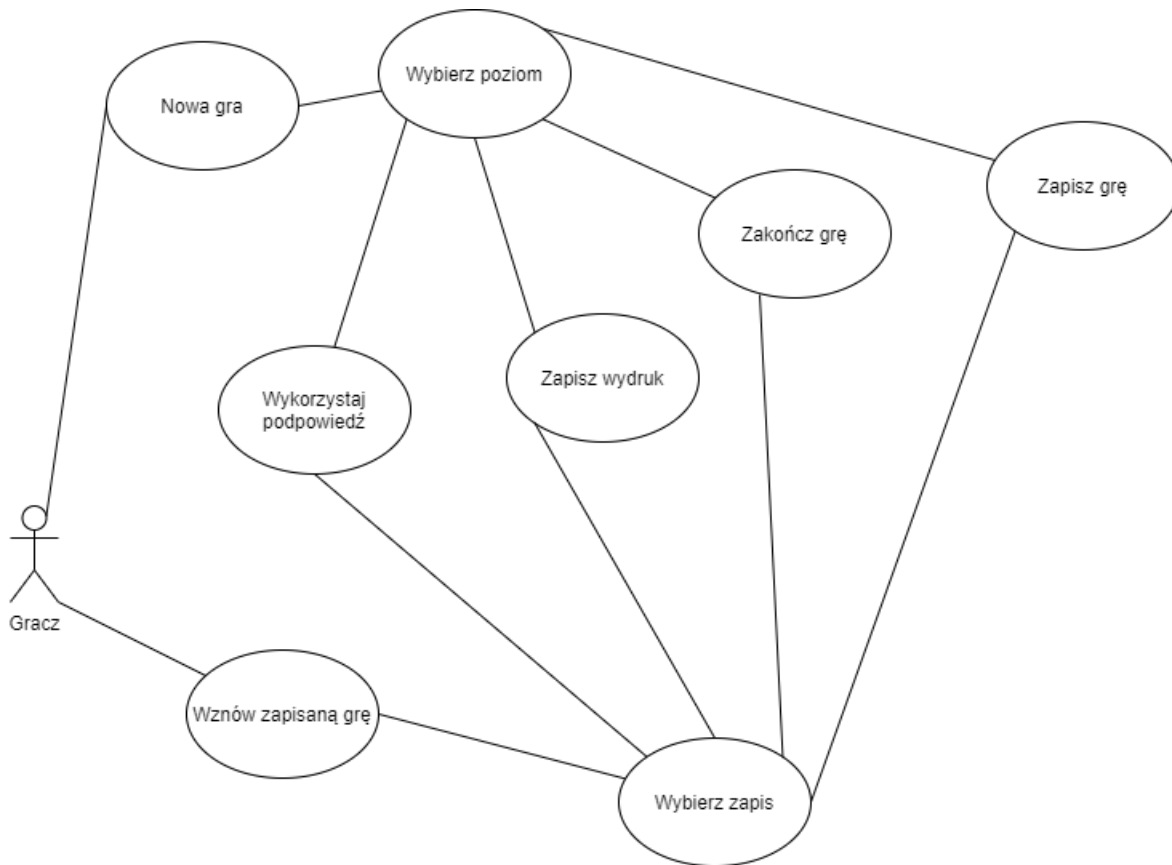 Wybierz poziom
Nowa gra
Zapisz grę
Zakończ grę
Zapisz wydruk
Wykorzystaj
podpowiedź
Gracz
Wznów zapisaną grę
Wybierz zapis